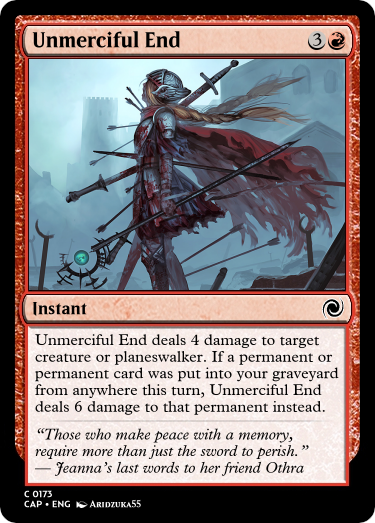 Unmerciful End 3
Instant
Unmerciful End deals 4 damage to target
creature or planeswalker. If a permanent or
permanent card was put into your graveyard
from anywhere this turn, Unmerciful End
deals 6 damage to that permanent instead.
“Those who make peace with a memory,
require more than just the sword to perish.”
— Jeanna's last words to her friend Othra
C 0173
CAP • ENG Aridzuka55